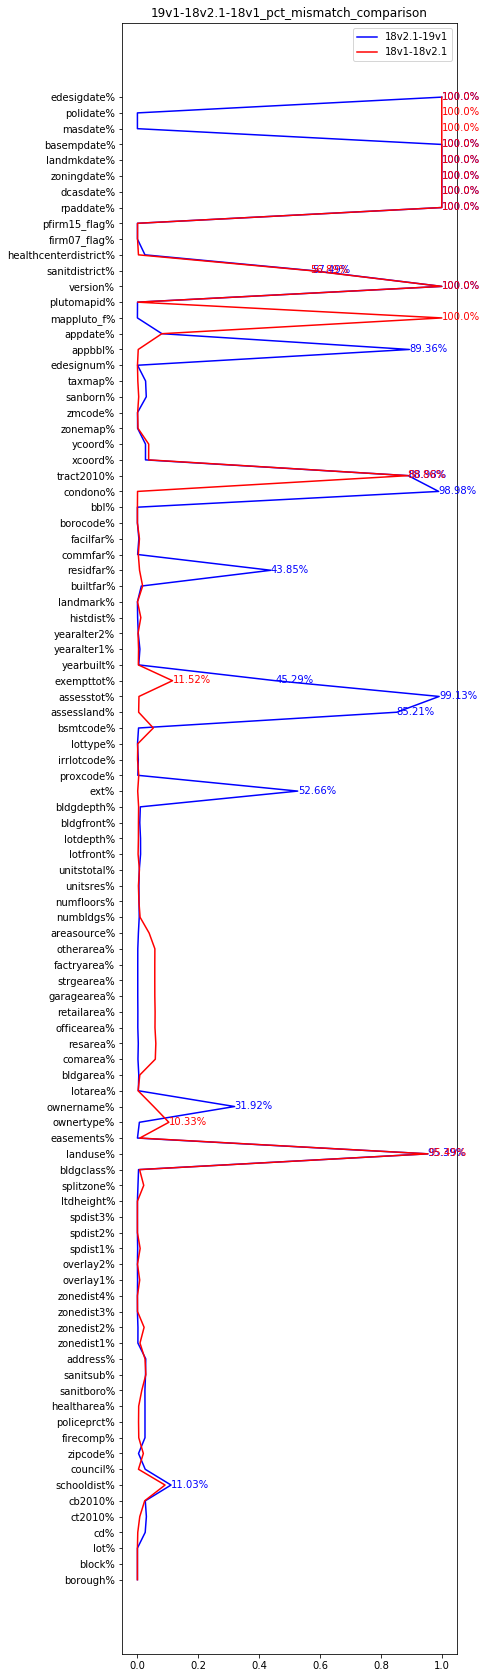 19v1-18v2.1-18v1_pct_mismatch_comparison
18v2.1-19v1
18v1-18v2.1
edesigdate% 100.0%
polidate% 100.0%
masdate% 100.0%
basempdate% 100.0%
landmkdate% 100.0%
zoningdate% 100.0%
dcasdate% 100.0%
rpaddate% 100.0%
pfirm15_flag%
firm07_flag%
healthcenterdistrict%
sanitdistrict%
version% 100.0%
plutomapid%
mappluto_f% 100.0%
appdate%
appbbl% 89.36%
edesignum%
taxmap%
sanborn%
zmcode%
zonemap%
ycoord%
xcoord%
tract2010%
condono% 98.98%
bbl%
borocode%
facilfar%
commfar%
residfar% 43.85%
builtfar%
landmark%
histdist%
yearalter2%
yearalter1%
yearbuilt%
exempttot% 11.52% 45.29%
assesstot% 99.13%
assessland% 85.21%
bsmtcode%
lottype%
irrlotcode%
proxcode%
ext% 52.66%
bldgdepth%
bldgfront%
lotdepth%
lotfront%
unitstotal%
unitsres%
numfloors%
numbldgs%
areasource%
otherarea%
factryarea%
strgearea%
garagearea%
retailarea%
officearea%
resarea%
comarea%
bldgarea%
lotarea%
ownername% 31.92%
ownertype% 10.33%
easements%
landuse%
bldgclass%
splitzone%
ltdheight%
spdist3%
spdist2%
spdist1%
overlay2%
overlay1%
zonedist4%
zonedist3%
zonedist2%
zonedist1%
address%
sanitsub%
sanitboro%
healtharea%
policeprct%
firecomp%
zipcode%
council%
schooldist% 11.03%
cb2010%
ct2010%
cd%
lot%
block%
borough%
0.0 0.2 0.4 0.6 0.8 1.0